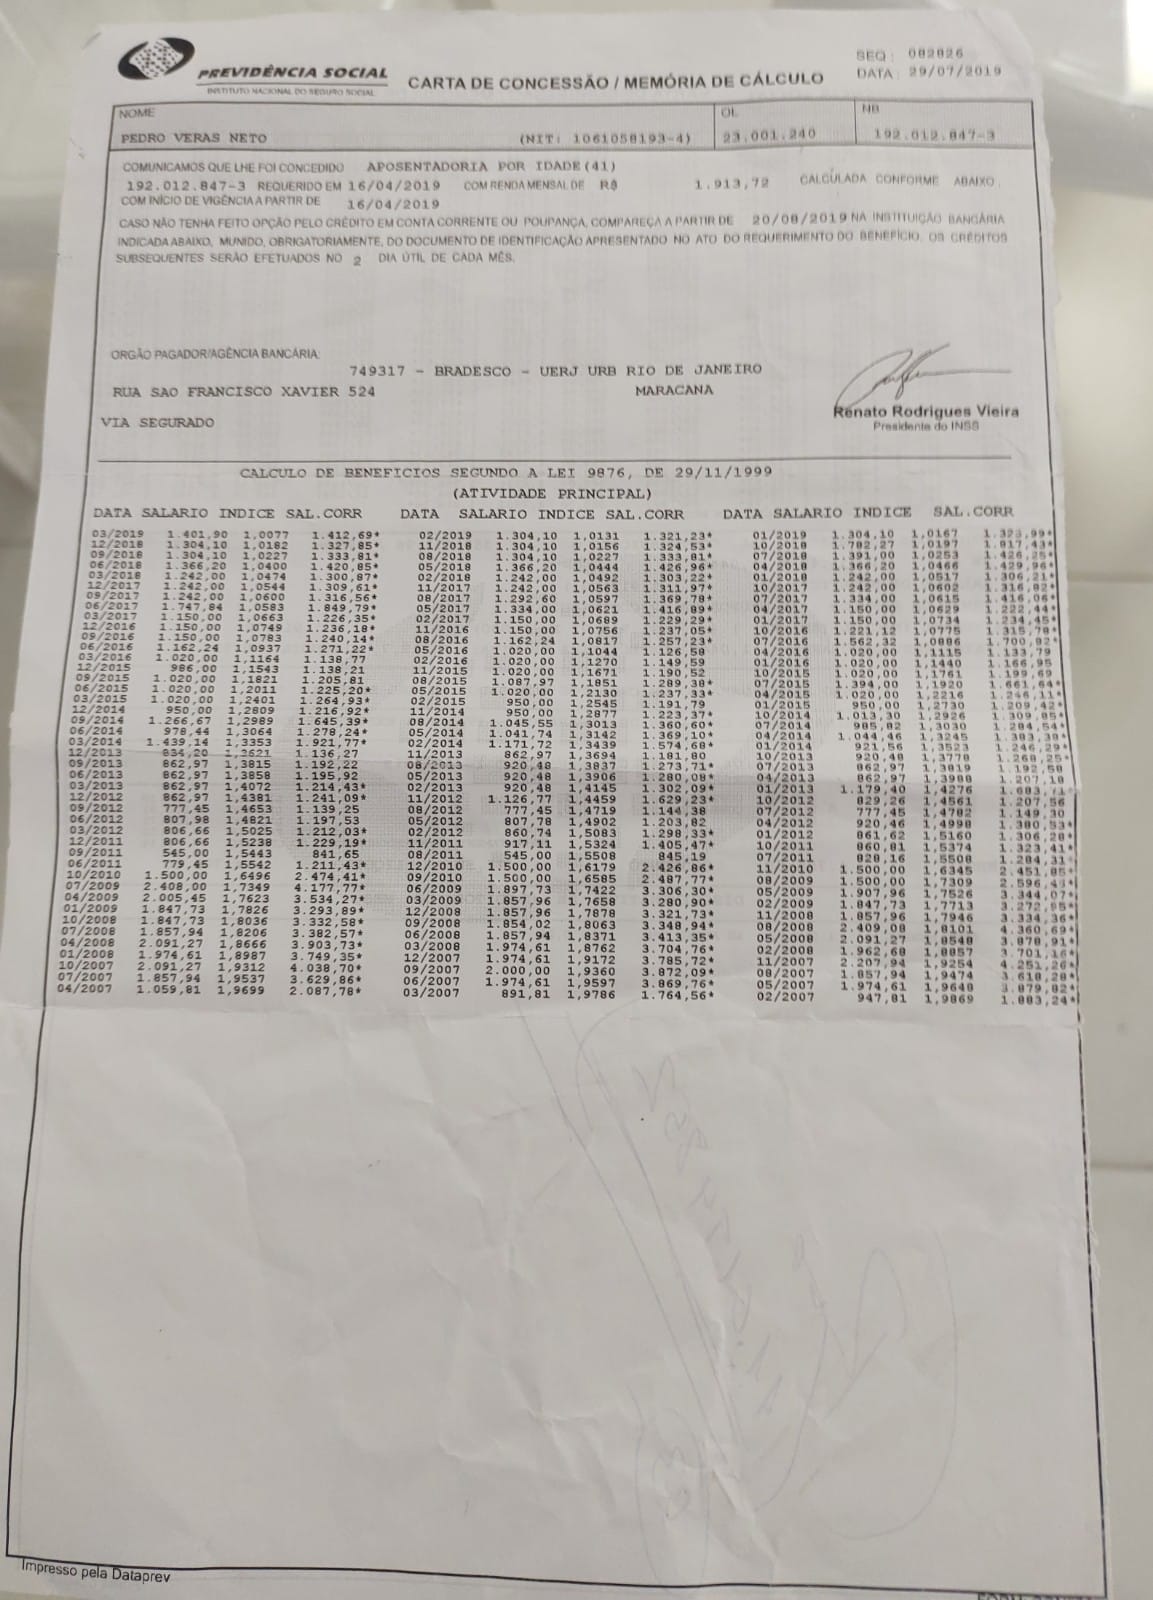 PREVIDÊNCIA SOCIAL
INSTITUTO NACIONAL DO SEGURO SOCIAL
CARTA DE CONCESSÃO / MEMÓRIA DE CÁLCULO
SEQ: 082826
DATA: 29/07/2019
NOME OL NB
PEDRO VERAS NETO (NIT: 1061058193-4) 23.001.240 192.012.847-3
COMUNICAMOS QUE LHE FOI CONCEDIDO APOSENTADORIA POR IDADE(41)
192.012.847-3 REQUERIDO EM 16/04/2019 COM RENDA MENSAL DE R$ 1.913,72 CALCULADA CONFORME ABAIXO,
COM INÍCIO DE VIGÊNCIA A PARTIR DE 16/04/2019
CASO NÃO TENHA FEITO OPÇÃO PELO CRÉDITO EM CONTA CORRENTE OU POUPANÇA, COMPAREÇA A PARTIR DE 20/08/2019 NA INSTITUIÇÃO BANCÁRIA
INDICADA ABAIXO, MUNIDO, OBRIGATORIAMENTE, DO DOCUMENTO DE IDENTIFICAÇÃO APRESENTADO NO ATO DO REQUERIMENTO DO BENEFÍCIO. OS CRÉDITOS
SUBSEQUENTES SERÃO EFETUADOS NO 2 DIA ÚTIL DE CADA MÊS.
ORGÃO PAGADOR/AGÊNCIA BANCÁRIA:
749317 - BRADESCO - UERJ URB RIO DE JANEIRO
RUA SAO FRANCISCO XAVIER 524 MARACANA
Renato Rodrigues Vieira
Presidente do INSS
VIA SEGURADO
CALCULO DE BENEFICIOS SEGUNDO A LEI 9876, DE 29/11/1999
(ATIVIDADE PRINCIPAL)
DATA SALARIO INDICE SAL.CORR DATA SALARIO INDICE SAL.CORR DATA SALARIO INDICE SAL.CORR
03/2019 1.401,90 1,0077 1.412,69* 02/2019 1.304,10 1,0131 1.321,23* 01/2019 1.304,10 1,0167 1.323,99*
12/2018 1.304,10 1,0182 1.327,85* 11/2018 1.304,10 1,0156 1.324,53* 10/2018 1.782,27 1,0197 1.817,43*
09/2018 1.304,10 1,0227 1.333,81* 08/2018 1.304,10 1,0227 1.333,81* 07/2018 1.391,00 1,0253 1.426,25*
06/2018 1.366,20 1,0400 1.420,85* 05/2018 1.366,20 1,0444 1.426,96* 04/2018 1.366,20 1,0466 1.429,96*
03/2018 1.242,00 1,0474 1.300,87* 02/2018 1.242,00 1,0492 1.303,22* 01/2018 1.242,00 1,0517 1.306,21*
12/2017 1.242,00 1,0544 1.309,61* 11/2017 1.242,00 1,0563 1.311,97* 10/2017 1.242,00 1,0602 1.316,82*
09/2017 1.242,00 1,0600 1.316,56* 08/2017 1.292,60 1,0597 1.369,78* 07/2017 1.334,00 1,0615 1.416,06*
06/2017 1.747,84 1,0583 1.849,79* 05/2017 1.334,00 1,0621 1.416,89* 04/2017 1.150,00 1,0629 1.222,44*
03/2017 1.150,00 1,0663 1.226,35* 02/2017 1.150,00 1,0689 1.229,29* 01/2017 1.150,00 1,0734 1.234,45*
12/2016 1.150,00 1,0749 1.236,18* 11/2016 1.150,00 1,0756 1.237,05* 10/2016 1.221,12 1,0775 1.315,78*
09/2016 1.150,00 1,0783 1.240,14* 08/2016 1.162,24 1,0817 1.257,23* 07/2016 1.562,32 1,0886 1.700,82*
06/2016 1.162,24 1,0937 1.271,22* 05/2016 1.020,00 1,1044 1.126,58 04/2016 1.020,00 1,1115 1.133,79
03/2016 1.020,00 1,1164 1.138,77 02/2016 1.020,00 1,1270 1.149,59 01/2016 1.020,00 1,1440 1.166,95
12/2015 986,00 1,1543 1.138,21 11/2015 1.020,00 1,1671 1.190,52 10/2015 1.020,00 1,1761 1.199,69
09/2015 1.020,00 1,1821 1.205,81 08/2015 1.087,97 1,1851 1.289,38* 07/2015 1.394,00 1,1920 1.661,64*
06/2015 1.020,00 1,2011 1.225,20* 05/2015 1.020,00 1,2130 1.237,33* 04/2015 1.020,00 1,2216 1.246,11*
03/2015 1.020,00 1,2401 1.264,93* 02/2015 950,00 1,2545 1.191,79 01/2015 950,00 1,2730 1.209,42*
12/2014 950,00 1,2809 1.216,92* 11/2014 950,00 1,2877 1.223,37* 10/2014 1.013,30 1,2926 1.309,85*
09/2014 1.266,67 1,2989 1.645,39* 08/2014 1.045,55 1,3013 1.360,60* 07/2014 985,82 1,3030 1.284,54*
06/2014 978,44 1,3064 1.278,24* 05/2014 1.041,74 1,3142 1.369,10* 04/2014 1.044,46 1,3245 1.383,38*
03/2014 1.439,14 1,3353 1.921,77* 02/2014 1.171,72 1,3439 1.574,68* 01/2014 921,56 1,3523 1.246,29*
12/2013 834,20 1,3621 1.136,27 11/2013 862,97 1,3694 1.181,80 10/2013 920,48 1,3778 1.268,25*
09/2013 862,97 1,3815 1.192,22 08/2013 920,48 1,3837 1.273,71* 07/2013 862,97 1,3819 1.192,58
06/2013 862,97 1,3858 1.195,92 05/2013 920,48 1,3906 1.280,08* 04/2013 862,97 1,3988 1.207,18
03/2013 862,97 1,4072 1.214,43* 02/2013 920,48 1,4145 1.302,09* 01/2013 1.179,40 1,4276 1.683,71*
12/2012 862,97 1,4381 1.241,09* 11/2012 1.126,77 1,4459 1.629,23* 10/2012 829,26 1,4561 1.207,56
09/2012 777,45 1,4653 1.139,25 08/2012 777,45 1,4719 1.144,38 07/2012 777,45 1,4782 1.149,30
06/2012 807,98 1,4821 1.197,53 05/2012 807,78 1,4902 1.203,82 04/2012 920,46 1,4998 1.380,53*
03/2012 806,66 1,5025 1.212,03* 02/2012 860,74 1,5083 1.298,33* 01/2012 861,62 1,5160 1.306,28*
12/2011 806,66 1,5238 1.229,19* 11/2011 917,11 1,5324 1.405,47* 10/2011 860,81 1,5374 1.323,41*
09/2011 545,00 1,5443 841,65 08/2011 545,00 1,5508 845,19 07/2011 828,16 1,5508 1.284,31*
06/2011 779,45 1,5542 1.211,43* 12/2010 1.500,00 1,6179 2.426,86* 11/2010 1.500,00 1,6345 2.451,85*
10/2010 1.500,00 1,6496 2.474,41* 09/2010 1.500,00 1,6585 2.487,77* 08/2009 1.500,00 1,7309 2.596,43*
07/2009 2.408,00 1,7349 4.177,77* 06/2009 1.897,73 1,7422 3.306,30* 05/2009 1.907,96 1,7526 3.344,07*
04/2009 2.005,45 1,7623 3.534,27* 03/2009 1.857,96 1,7658 3.280,90* 02/2009 1.847,73 1,7713 3.272,95*
01/2009 1.847,73 1,7826 3.293,89* 12/2008 1.857,96 1,7878 3.321,73* 11/2008 1.857,96 1,7946 3.334,36*
10/2008 1.847,73 1,8036 3.332,58* 09/2008 1.854,02 1,8063 3.348,94* 08/2008 2.409,08 1,8101 4.360,69*
07/2008 1.857,94 1,8206 3.382,57* 06/2008 1.857,94 1,8371 3.413,35* 05/2008 2.091,27 1,8548 3.878,91*
04/2008 2.091,27 1,8666 3.903,73* 03/2008 1.974,61 1,8762 3.704,76* 02/2008 1.962,68 1,8857 3.701,16*
01/2008 1.974,61 1,8987 3.749,35* 12/2007 1.974,61 1,9172 3.785,72* 11/2007 2.207,94 1,9254 4.251,26*
10/2007 2.091,27 1,9312 4.038,70* 09/2007 2.000,00 1,9360 3.872,09* 08/2007 1.857,94 1,9474 3.618,28*
07/2007 1.857,94 1,9537 3.629,86* 06/2007 1.974,61 1,9597 3.869,76* 05/2007 1.974,61 1,9648 3.879,82*
04/2007 1.059,81 1,9699 2.087,78* 03/2007 891,81 1,9786 1.764,56* 02/2007 947,81 1,9869 1.883,24*
Impresso pela Dataprev